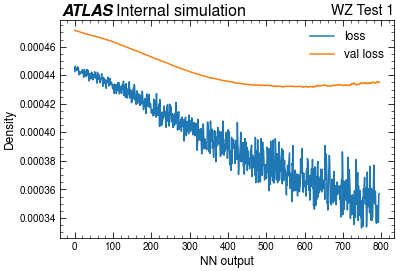 ATLAS Internal simulation WZ Test 1
loss
val loss
0.00046
0.00044
0.00042
0.00040
0.00038
0.00036
0.00034
Density
0 100 200 300 400 500 600 700 800
NN output